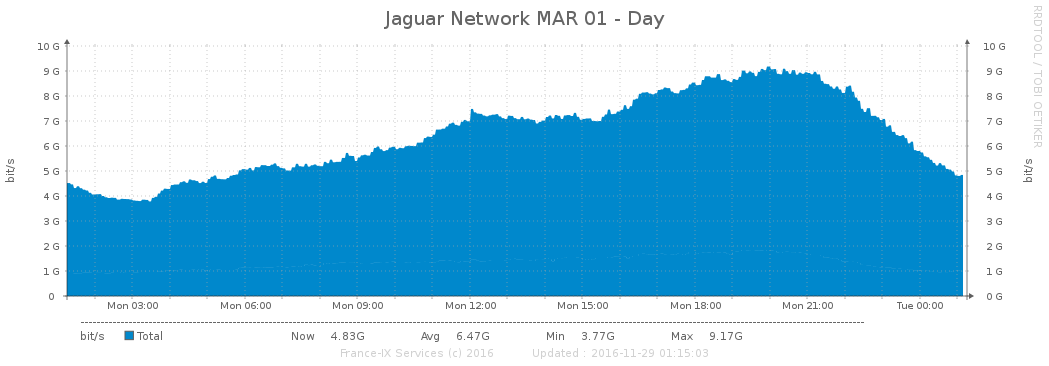 Jaguar Network MAR 01 - Day
RRDTOOL / TOBI OETIKER
10 G 10 G
9 G 9 G
8 G 8 G
7 G 7 G
6 G 6 G
5 G 5 G
4 G 4 G
3 G 3 G
2 G 2 G
1 G 1 G
0 0 G
bit/s
bit/s
Mon 03:00 Mon 06:00 Mon 09:00 Mon 12:00 Mon 15:00 Mon 18:00 Mon 21:00 Tue 00:00
bit/s Total Now 4.83G Avg 6.47G Min 3.77G Max 9.17G
France-IX Services (c) 2016 Updated : 2016-11-29 01:15:03